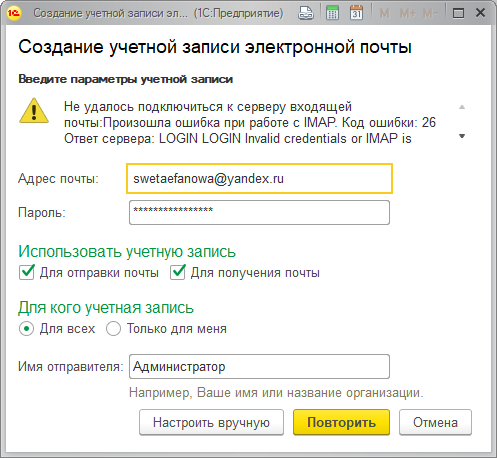 Создание учетной записи эл... (1С:Предприятие)
31 M M+ M-
Создание учетной записи электронной почты
Введите параметры учетной записи
Не удалось подключиться к серверу входящей
почты:Произошла ошибка при работе с IMAP. Код ошибки: 26
Ответ сервера: LOGIN LOGIN Invalid credentials or IMAP is
Адрес почты: swetaefanowa@yandex.ru
Пароль: ****************
Использовать учетную запись
Для отправки почты Для получения почты
Для кого учетная запись
Для всех Только для меня
Имя отправителя: Администратор
Например, Ваше имя или название организации.
Настроить вручную Повторить Отмена